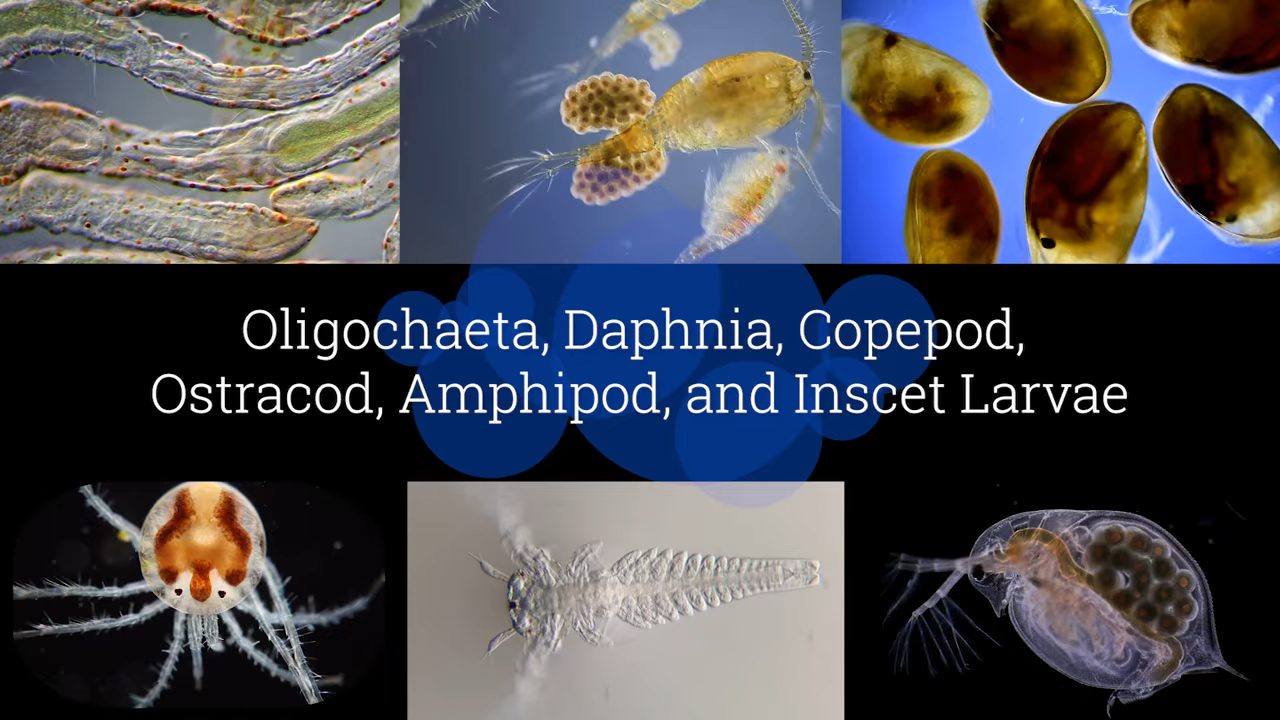 Oligochaeta, Daphnia, Copepod,
Ostracod, Amphipod, and Inscet Larvae